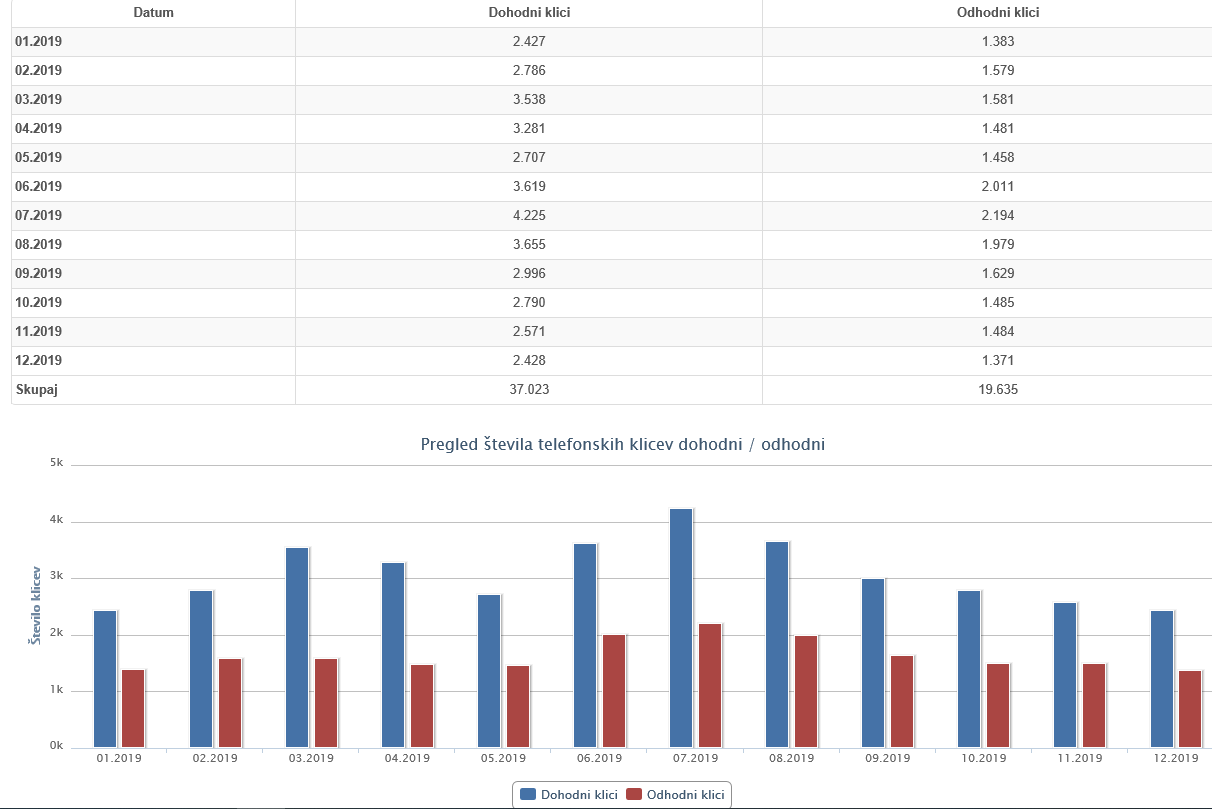 Datum Dohodni klici Odhodni klici
01.2019 2.427 1.383
02.2019 2.786 1.579
03.2019 3.538 1.581
04.2019 3.281 1.481
05.2019 2.707 1.458
06.2019 3.619 2.011
07.2019 4.225 2.194
08.2019 3.655 1.979
09.2019 2.996 1.629
10.2019 2.790 1.485
11.2019 2.571 1.484
12.2019 2.428 1.371
Skupaj 37.023 19.635
Pregled števila telefonskih klicev dohodni / odhodni
5k
4k
3k
2k
1k
0k
Število klicev
01.2019 02.2019 03.2019 04.2019 05.2019 06.2019 07.2019 08.2019 09.2019 10.2019 11.2019 12.2019
Dohodni klici Odhodni klici